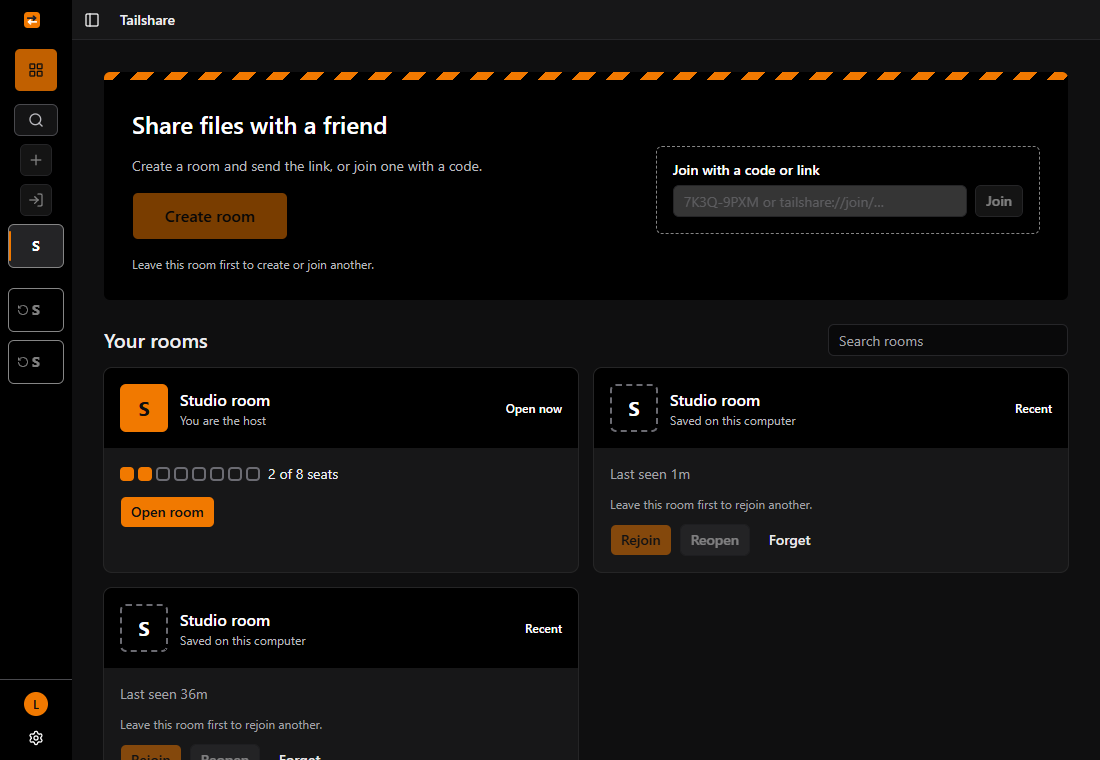 Tailshare
Share files with a friend
Create a room and send the link, or join one with a code.
Create room
Leave this room first to create or join another.
Join with a code or link
7K3Q-9PXM or tailshare://join/...
Join
S
S
S
Your rooms
Search rooms
S
Studio room
You are the host
Open now
2 of 8 seats
Open room
S
Studio room
Saved on this computer
Recent
Last seen 1m
Leave this room first to rejoin another.
Rejoin
Reopen
Forget
S
Studio room
Saved on this computer
Recent
Last seen 36m
Leave this room first to rejoin another.
Rejoin
Reopen
Forget
L